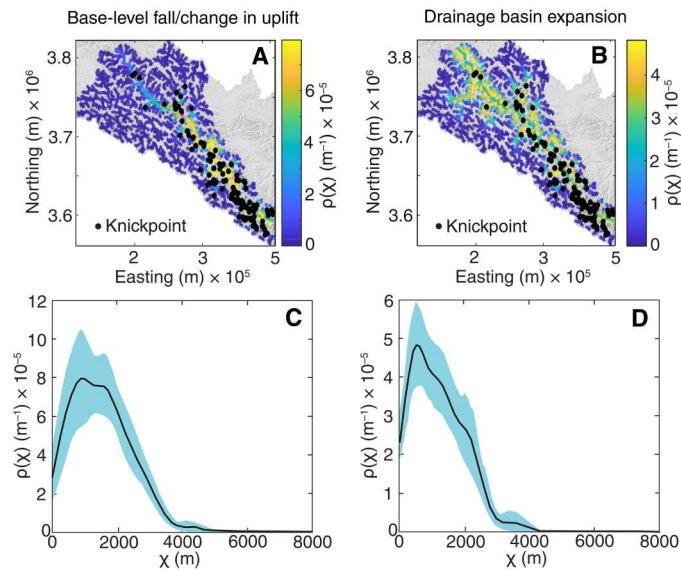 Base-level fall/change in uplift
Drainage basin expansion
A
B
Northing (m) × 10⁶
3.8
3.7
3.6
Knickpoint
2
3
5
Easting (m) × 10⁵
6
4
2
0
ρ(χ) (m⁻¹) × 10⁻⁵
Northing (m) × 10⁶
3.8
3.7
3.6
Knickpoint
2
3
5
Easting (m) × 10⁵
4
3
2
1
0
ρ(χ) (m⁻¹) × 10⁻⁵
C
ρ(χ) (m⁻¹) × 10⁻⁵
12
10
8
6
4
2
0
0
2000
4000
6000
8000
χ (m)
D
ρ(χ) (m⁻¹) × 10⁻⁵
6
5
4
3
2
1
0
0
2000
4000
6000
8000
χ (m)